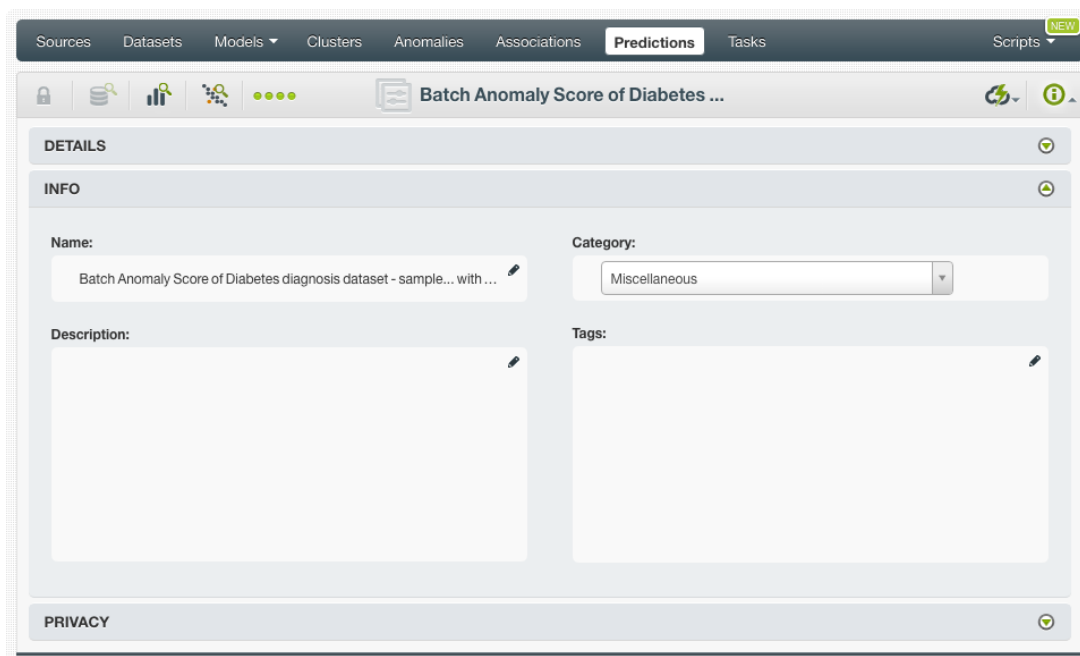 NEW
Sources Datasets Models Clusters Anomalies Associations Predictions Tasks Scripts
Batch Anomaly Score of Diabetes ...
DETAILS
INFO
Name: Category:
Batch Anomaly Score of Diabetes diagnosis dataset - sample... with ... Miscellaneous
Description: Tags:
PRIVACY